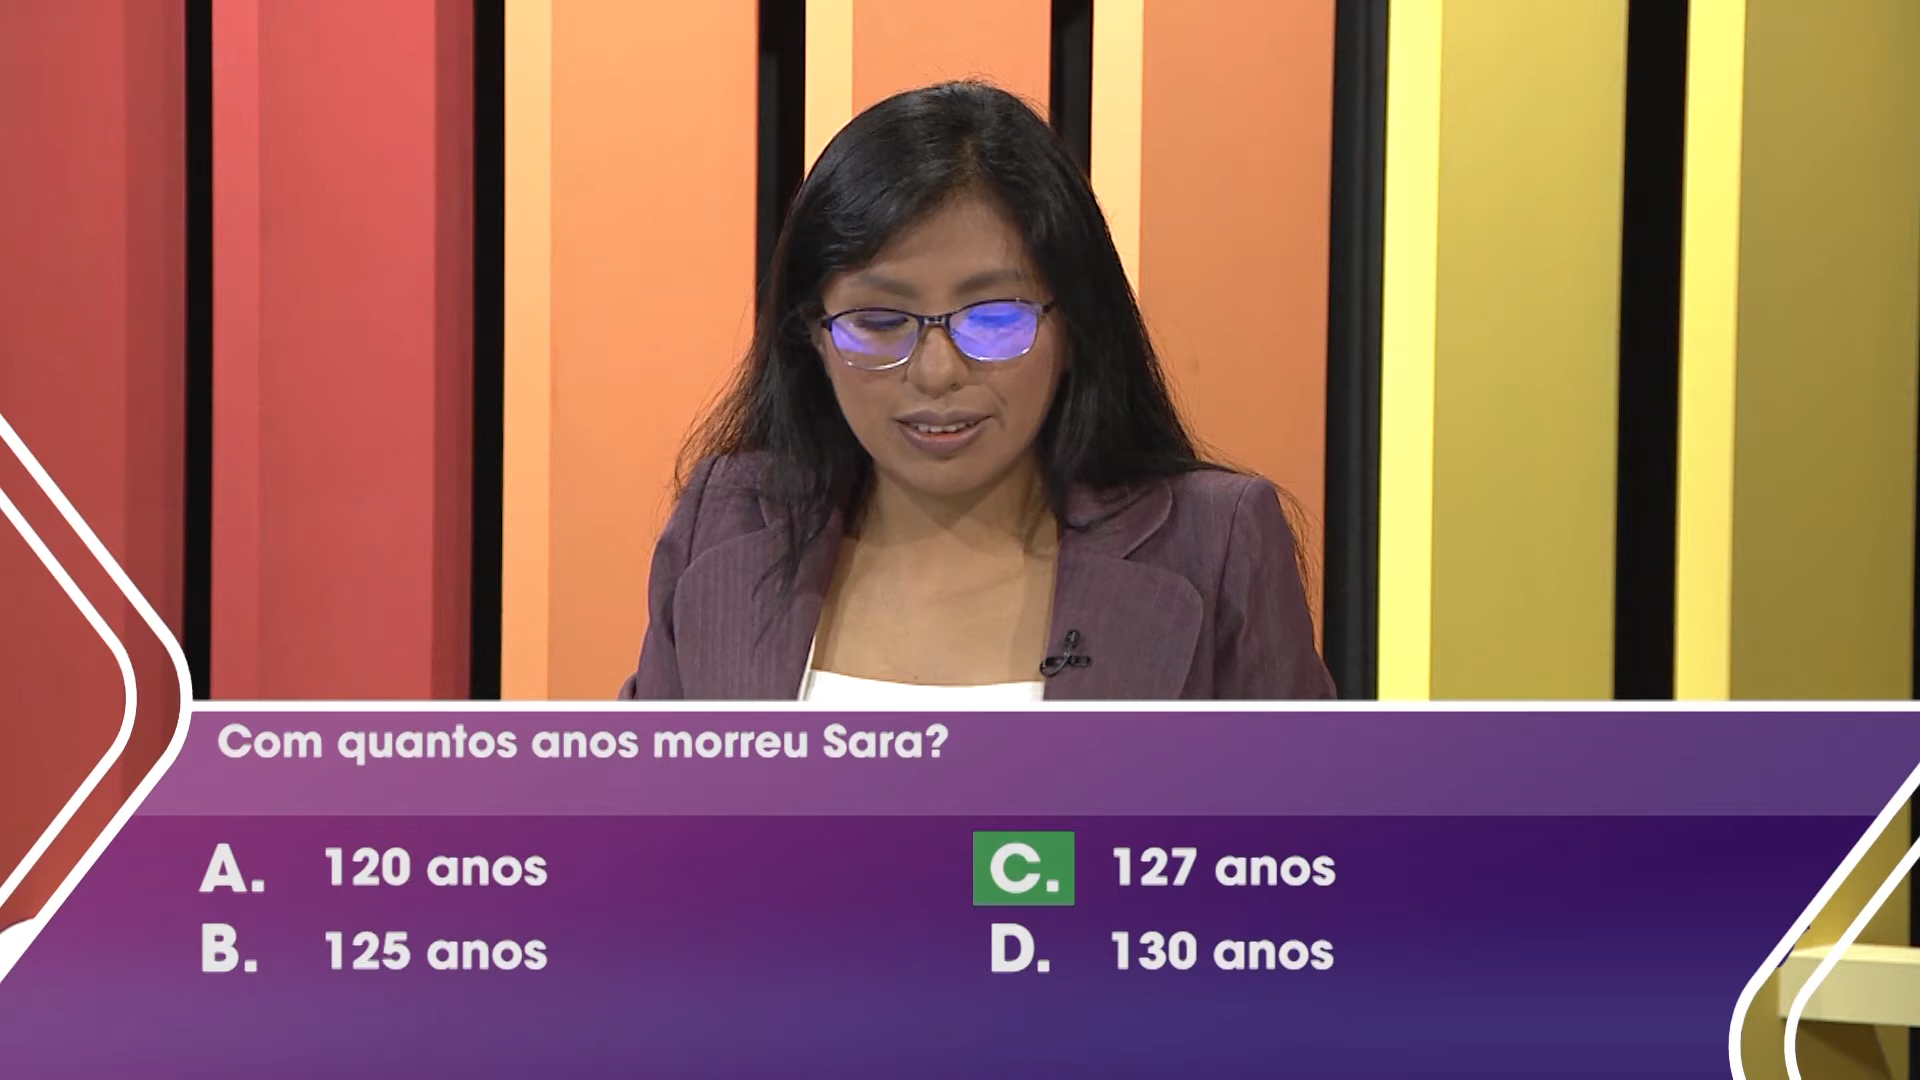 Com quantos anos morreu Sara?
A. 120 anos
B. 125 anos
C. 127 anos
D. 130 anos